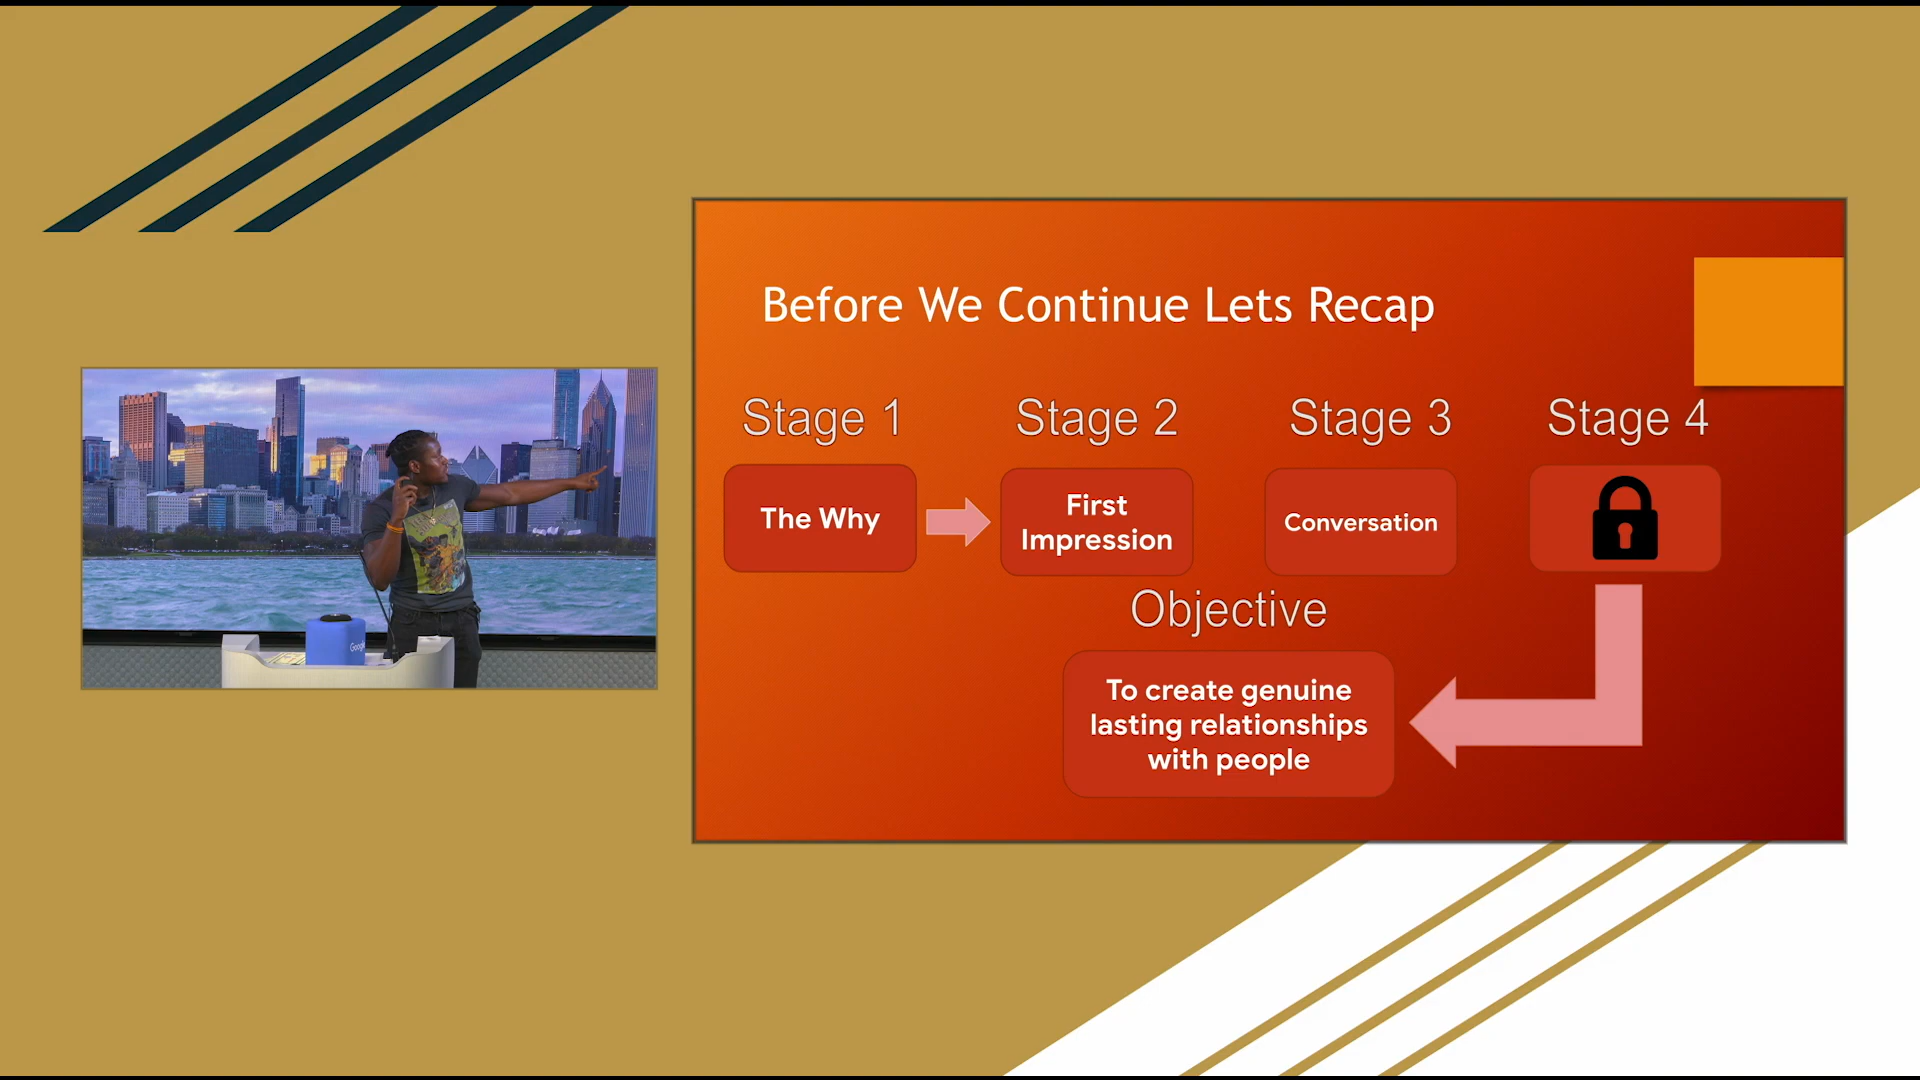 Before We Continue Lets Recap
Stage 1
Stage 2
Stage 3
Stage 4
The Why
First
Impression
Conversation
Objective
To create genuine
lasting relationships
with people
Google